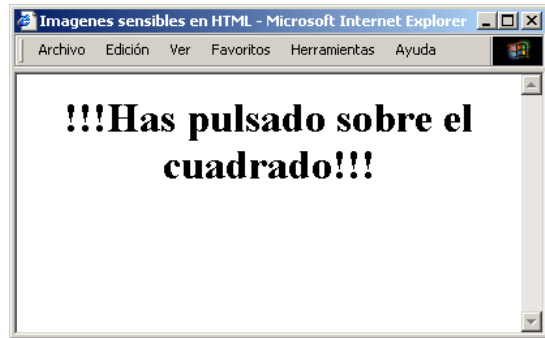 Imagenes sensibles en HTML - Microsoft Internet Explorer
Archivo Edición Ver Favoritos Herramientas Ayuda
!!!Has pulsado sobre el
cuadrado!!!